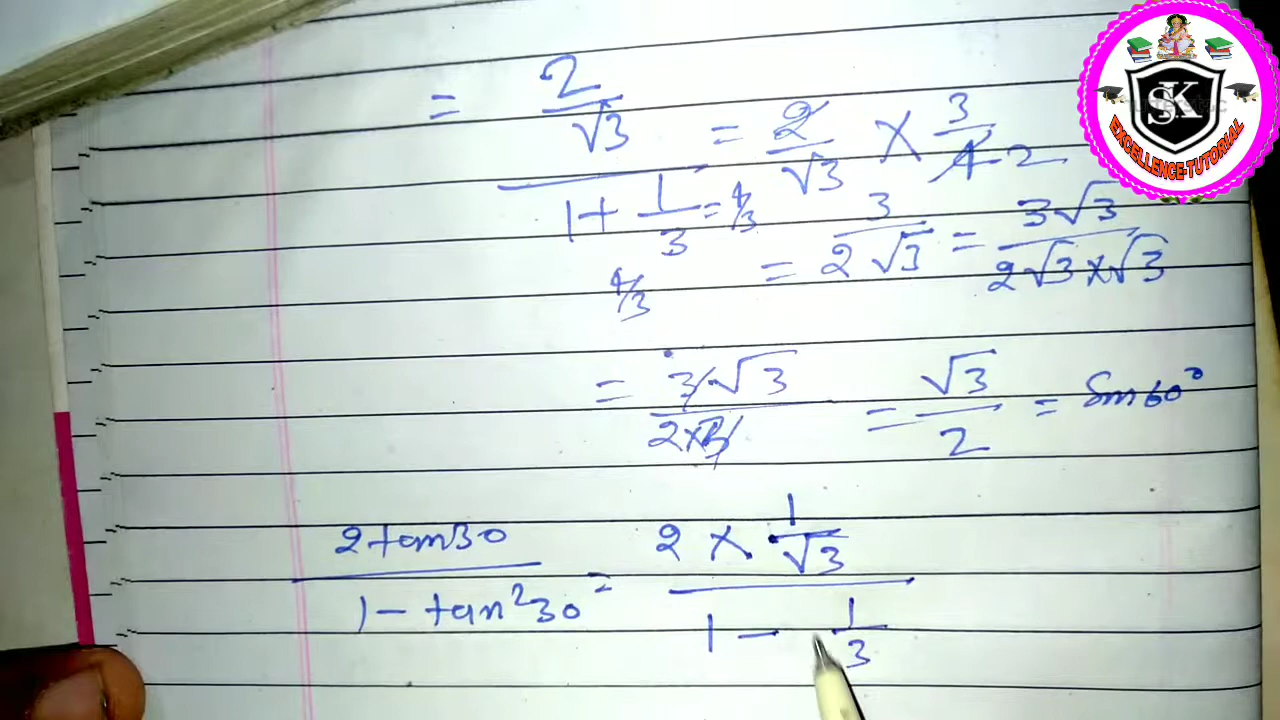 = 2/√3 / 1 + 1/3 = 4/3
= 2/√3 × 3/4 2
4/3
= 3/2√3 = 3√3/2√3×√3
= 3√3/2×3 = √3/2 = Sin60°
2tan30 / 1 - tan²30 = 2 × 1/√3 / 1 - 1/3
SK
EXCELLENCE-TUTORIAL